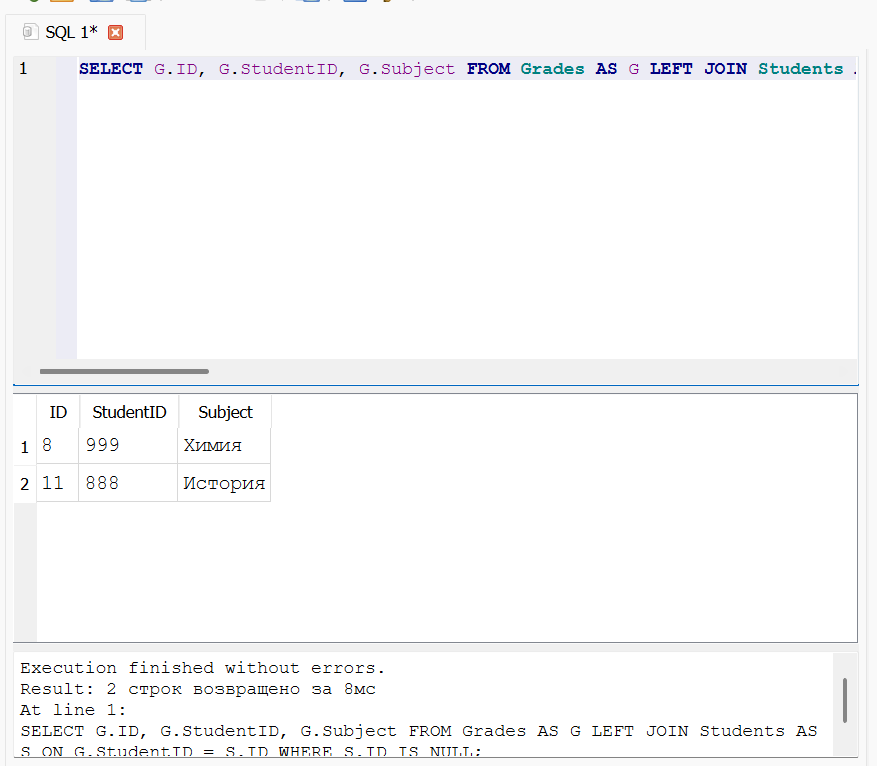 SQL 1*
1 SELECT G.ID, G.StudentID, G.Subject FROM Grades AS G LEFT JOIN Students
ID StudentID Subject
1 8 999 Химия
2 11 888 История
Execution finished without errors.
Result: 2 строк возвращено за 8мс
At line 1:
SELECT G.ID, G.StudentID, G.Subject FROM Grades AS G LEFT JOIN Students AS
S ON G.StudentID = S.ID WHERE S.ID IS NULL;